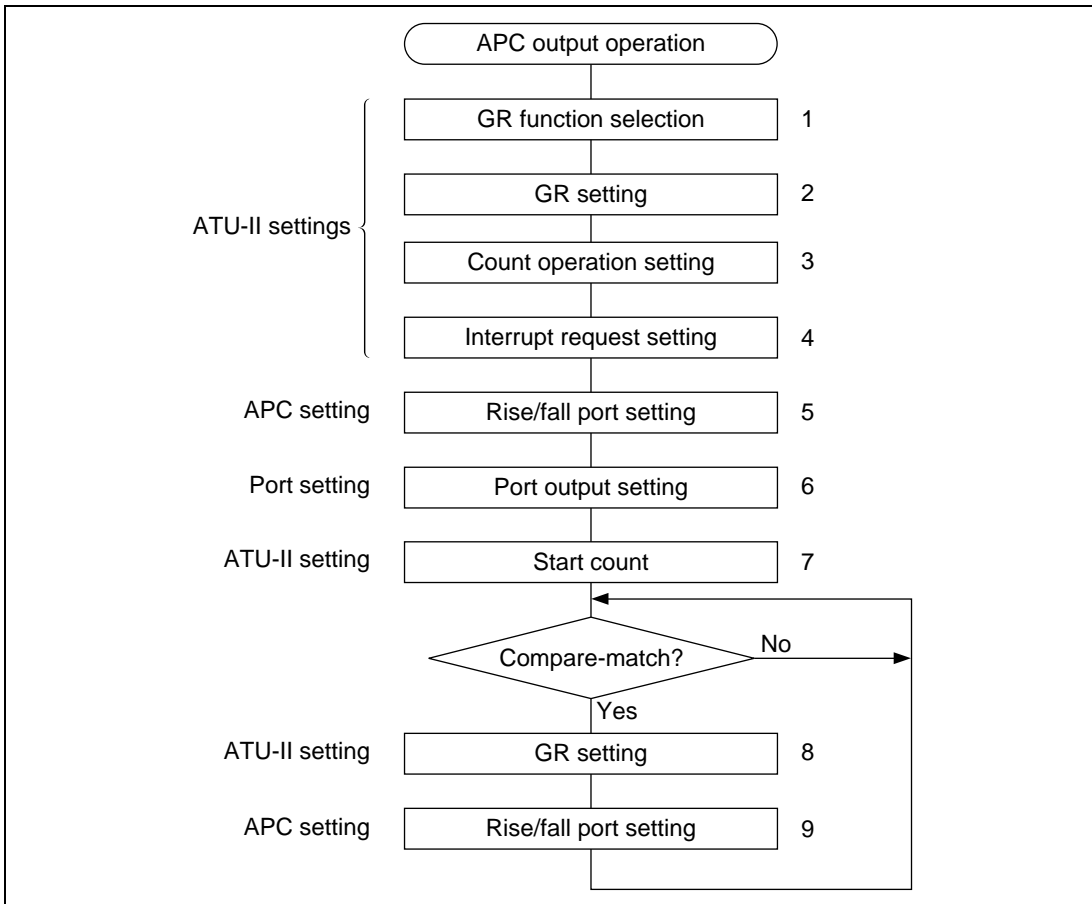 APC output operation
GR function selection 1
GR setting 2
ATU-II settings
Count operation setting 3
Interrupt request setting 4
APC setting Rise/fall port setting 5
Port setting Port output setting 6
ATU-II setting Start count 7
Compare-match? No
Yes
ATU-II setting GR setting 8
APC setting Rise/fall port setting 9